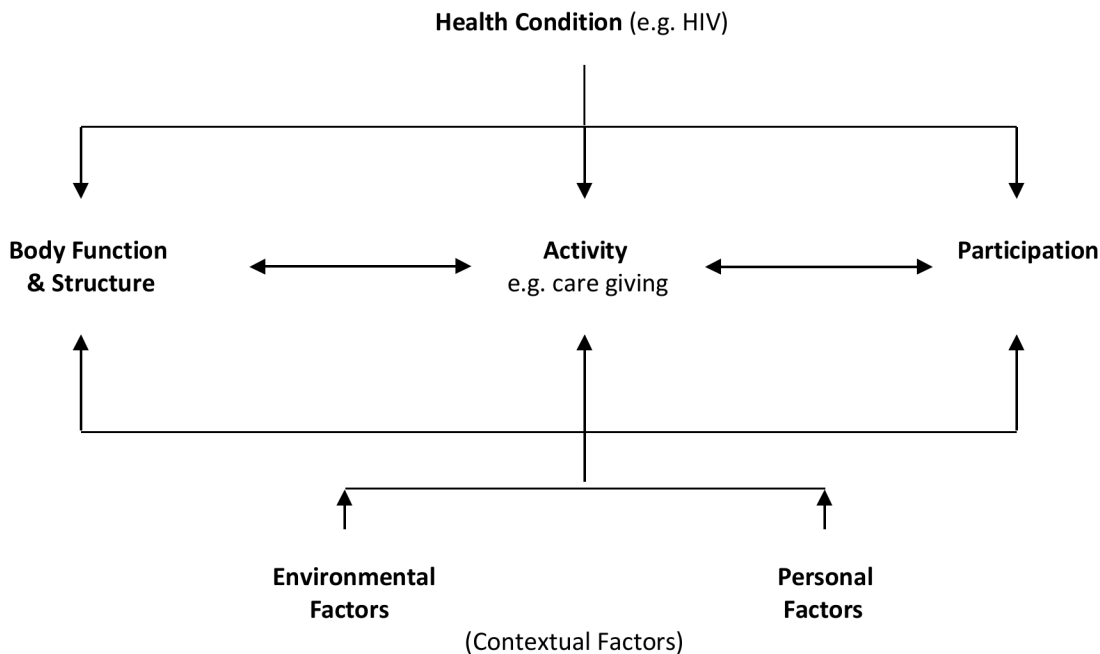 Health Condition (e.g. HIV)
Body Function
& Structure
Activity
e.g. care giving
Participation
Environmental
Factors
Personal
Factors
(Contextual Factors)